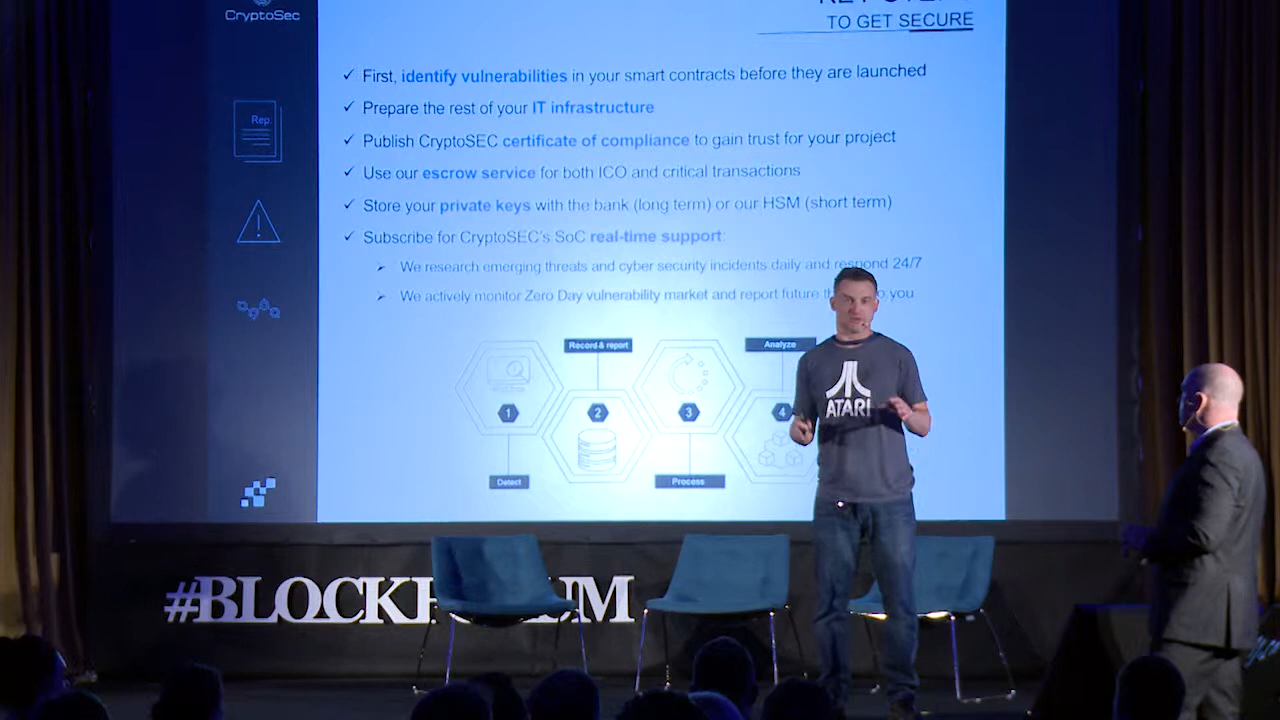 CryptoSec
TO GET SECURE
✓ First, identify vulnerabilities in your smart contracts before they are launched
✓ Prepare the rest of your IT infrastructure
✓ Publish CryptoSEC certificate of compliance to gain trust for your project
✓ Use our escrow service for both ICO and critical transactions
✓ Store your private keys with the bank (long term) or our HSM (short term)
✓ Subscribe for CryptoSEC's SoC real-time support:
➢ We research emerging threats and cyber security incidents daily and respond 24/7
➢ We actively monitor Zero Day vulnerability market and report future you
Rep.
Record & report
Analyze
1
2
3
4
Detect
Process
ATARI
#BLOCKH UM